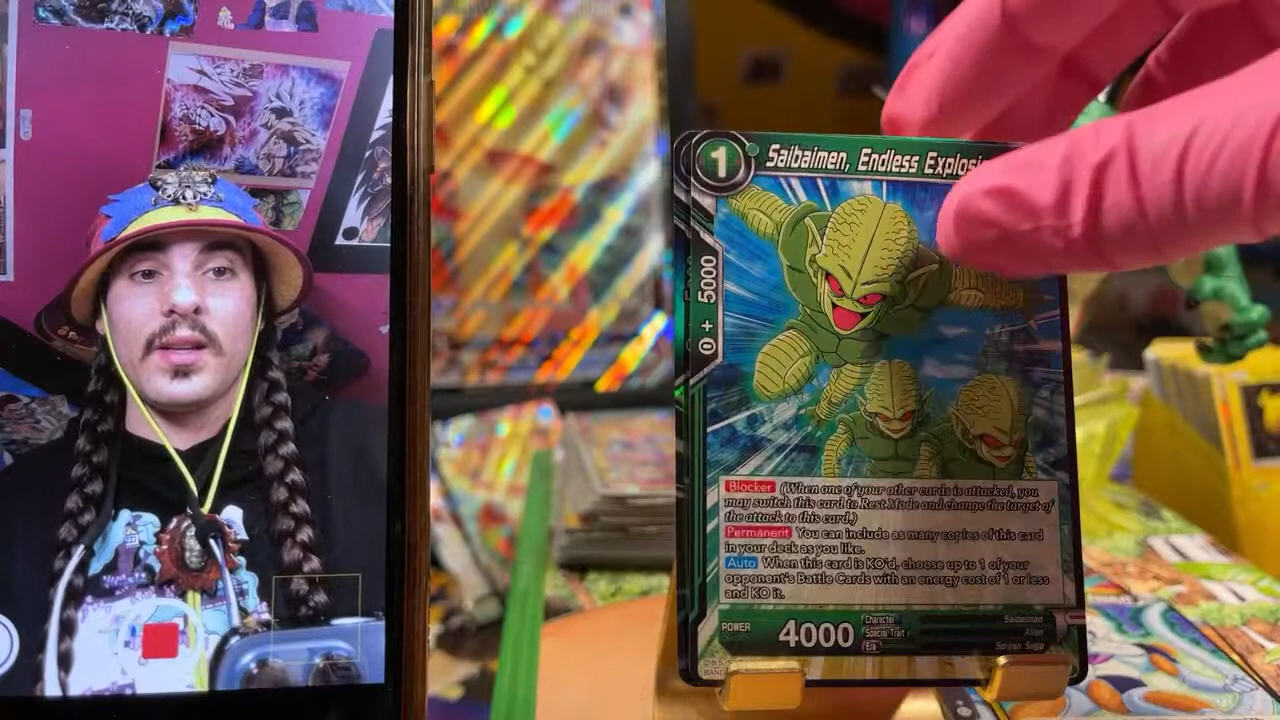 1
Saibaimen, Endless Explosi
0 + 5000
Blocker (When one of your other cards is attacked, you
may switch this card to Rest Mode and change the target of
the attack to this card.)
Permanent You can include as many copies of this card
in your deck as you like.
Auto When this card is KO'd, choose up to 1 of your
opponent's Battle Cards with an energy cost of 1 or less
and KO it.
POWER
4000
Character
Saibaimen
Special Trait
Alien
Era
Saiyan Saga